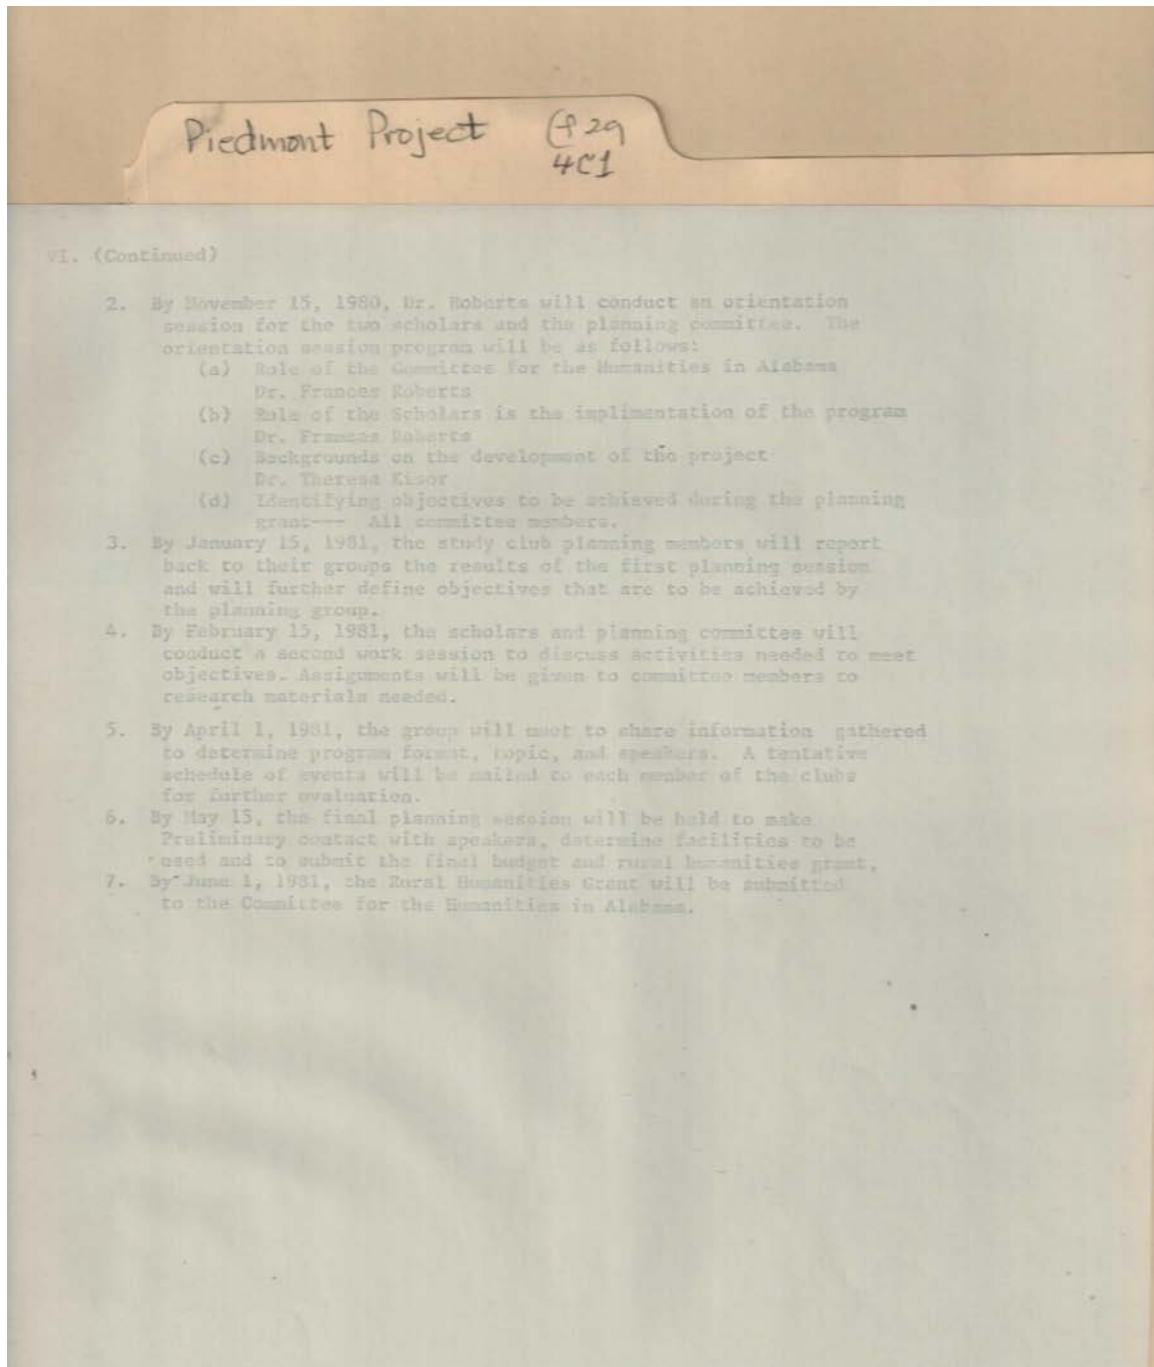 Piedmont Project f29
4C1
VI. (Continued)
2. By November 15, 1980, Dr. Roberts will conduct an orientation
session for the two scholars and the planning committee. The
orientation session program will be as follows:
(a) Role of the Committee for the Humanities in Alabama
Dr. Frances Roberts
(b) Role of the Scholars is the implimentation of the program
Dr. Frances Roberts
(c) Backgrounds on the development of the project
Dr. Theresa Kisor
(d) Identifying objectives to be achieved during the planning
grant--- All committee members.
3. By January 15, 1981, the study club planning members will report
back to their groups the results of the first planning session
and will further define objectives that are to be achieved by
the planning group.
4. By February 15, 1981, the scholars and planning committee will
conduct a second work session to discuss activities needed to meet
objectives. Assignments will be given to committee members to
research materials needed.
5. By April 1, 1981, the group will meet to share information gathered
to determine program format, topic, and speakers. A tentative
schedule of events will be mailed to each member of the clubs
for further evaluation.
6. By May 15, the final planning session will be held to make
Preliminary contact with speakers, determine facilities to be
used and to submit the final budget and rural humanities grant.
7. By June 1, 1981, the Rural Humanities Grant will be submitted
to the Committee for the Humanities in Alabama.